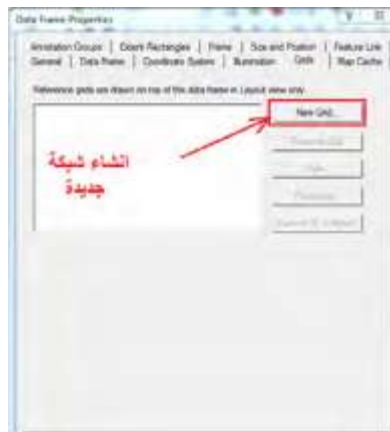 Data Frame Properties
Annotation Groups | Extent Rectangles | Frame | Size and Position | Feature Link
General | Data Frame | Coordinate System | Illumination | Grids | Map Cache
Reference grids are drawn on top of the data frame in Layout view only.
New Grid...
انشاء شبكة
جديدة